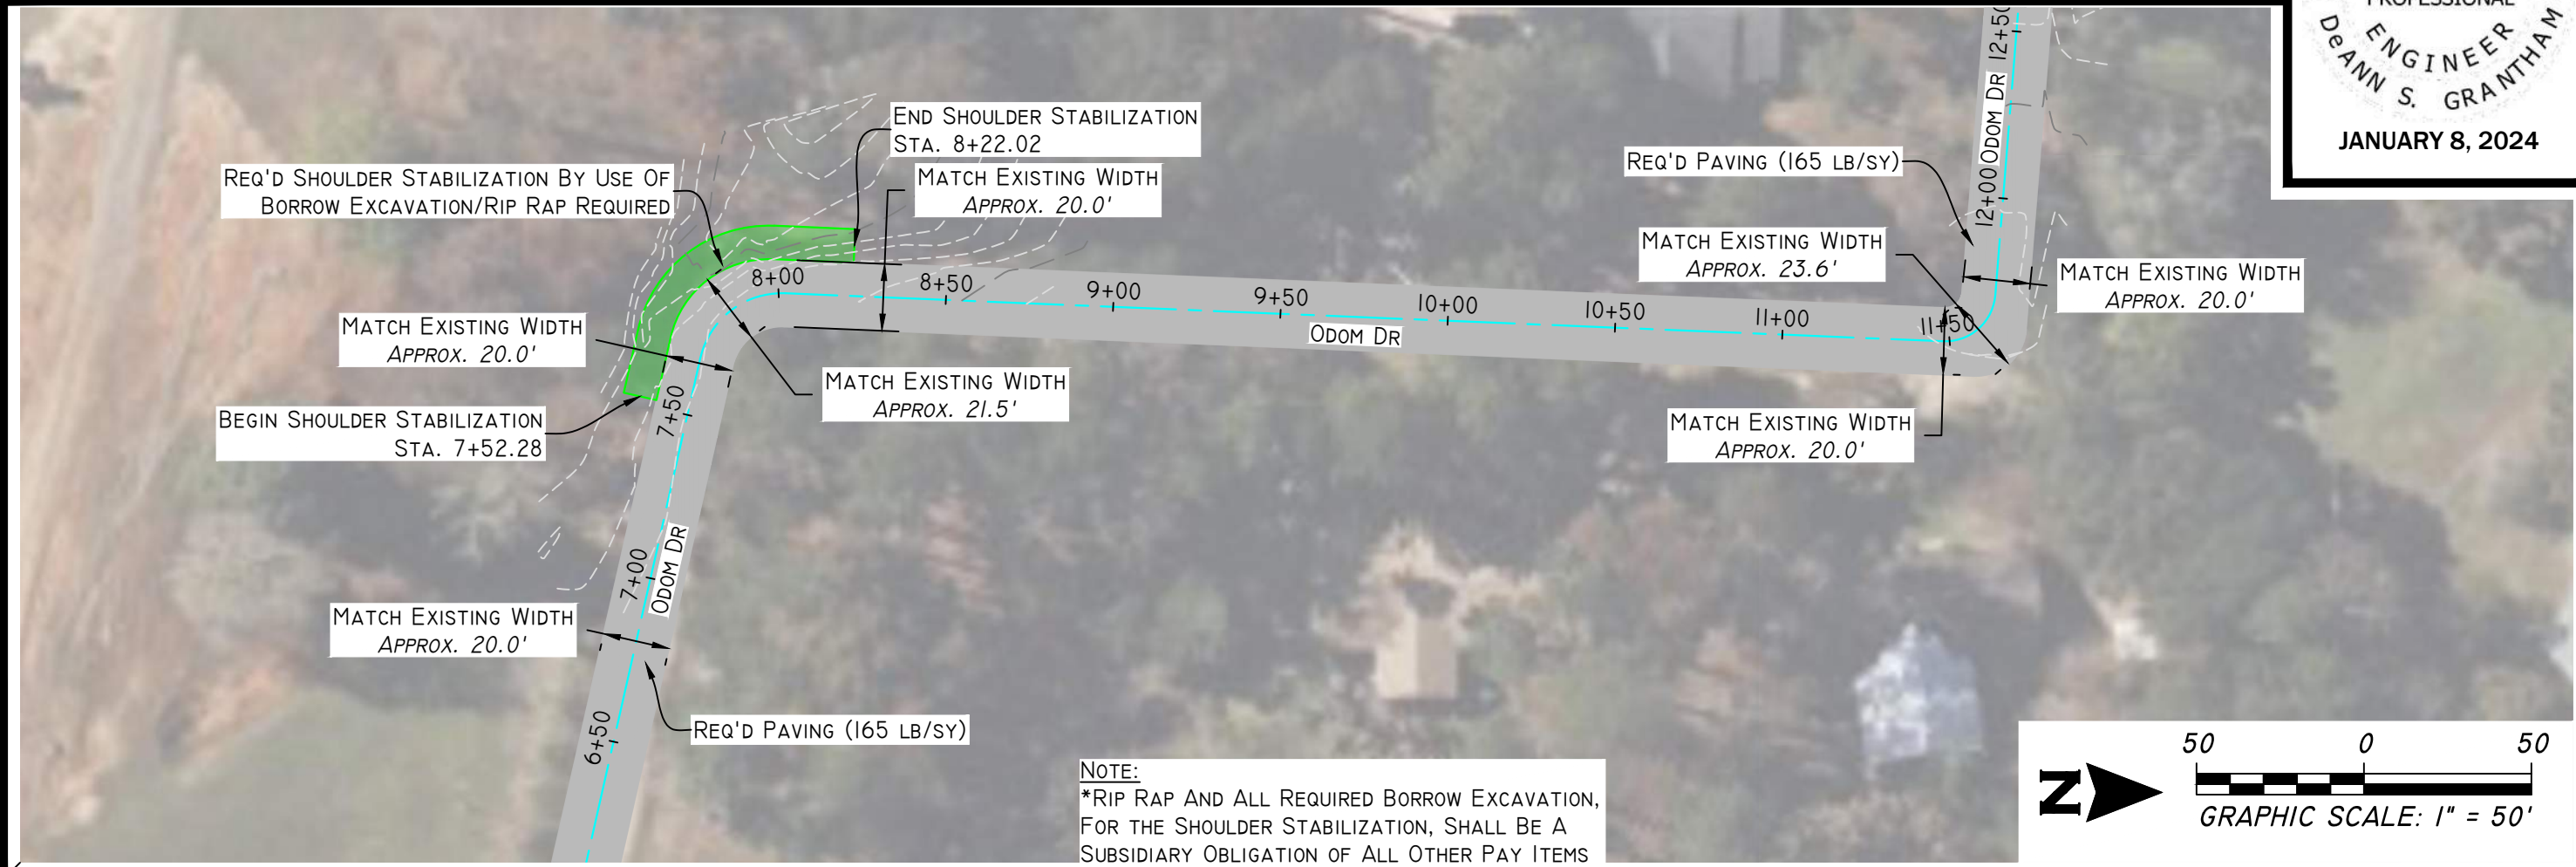 PROFESSIONAL
ENGINEER
DeANN S. GRANTHAM
JANUARY 8, 2024
END SHOULDER STABILIZATION
STA. 8+22.02
REQ'D SHOULDER STABILIZATION BY USE OF
BORROW EXCAVATION/RIP RAP REQUIRED
MATCH EXISTING WIDTH
APPROX. 20.0'
REQ'D PAVING (165 LB/SY)
MATCH EXISTING WIDTH
APPROX. 23.6'
MATCH EXISTING WIDTH
APPROX. 20.0'
12+50
ODOM DR
12+00
8+00
8+50
9+00
9+50
10+00
10+50
11+00
11+50
ODOM DR
MATCH EXISTING WIDTH
APPROX. 20.0'
MATCH EXISTING WIDTH
APPROX. 21.5'
BEGIN SHOULDER STABILIZATION
STA. 7+52.28
MATCH EXISTING WIDTH
APPROX. 20.0'
7+50
7+00
ODOM DR
6+50
MATCH EXISTING WIDTH
APPROX. 20.0'
REQ'D PAVING (165 LB/SY)
NOTE:
*RIP RAP AND ALL REQUIRED BORROW EXCAVATION,
FOR THE SHOULDER STABILIZATION, SHALL BE A
SUBSIDIARY OBLIGATION OF ALL OTHER PAY ITEMS
N
50 0 50
GRAPHIC SCALE: 1" = 50'